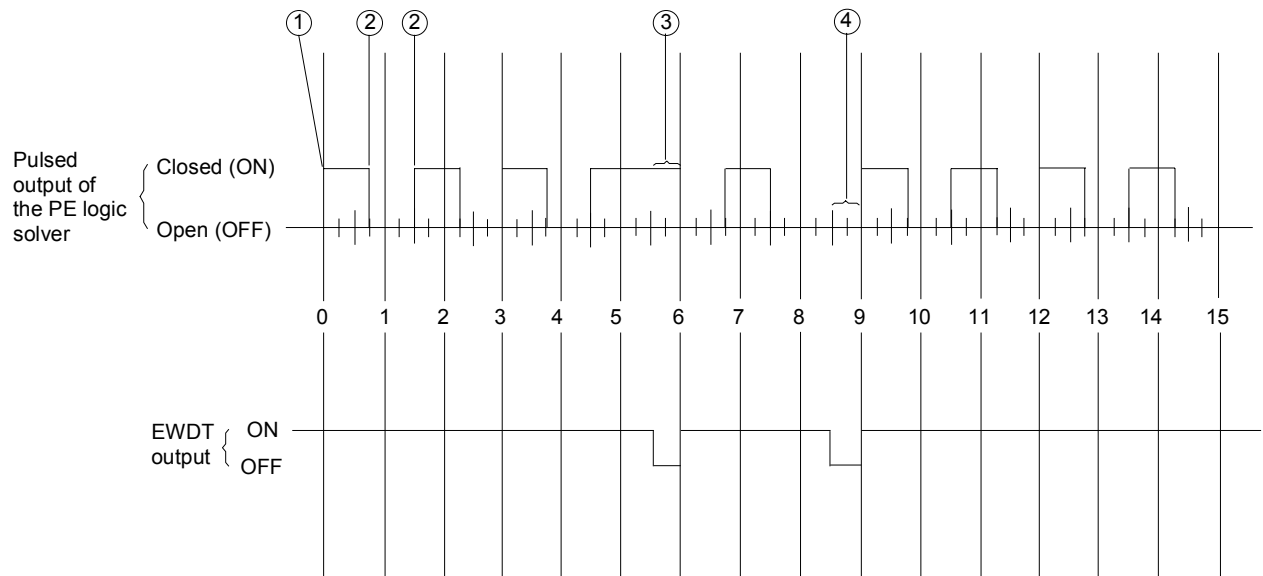 ① ② ② ③ ④
Pulsed
output of
the PE logic
solver
Closed (ON)
Open (OFF)
0 1 2 3 4 5 6 7 8 9 10 11 12 13 14 15
EWDT
output
ON
OFF